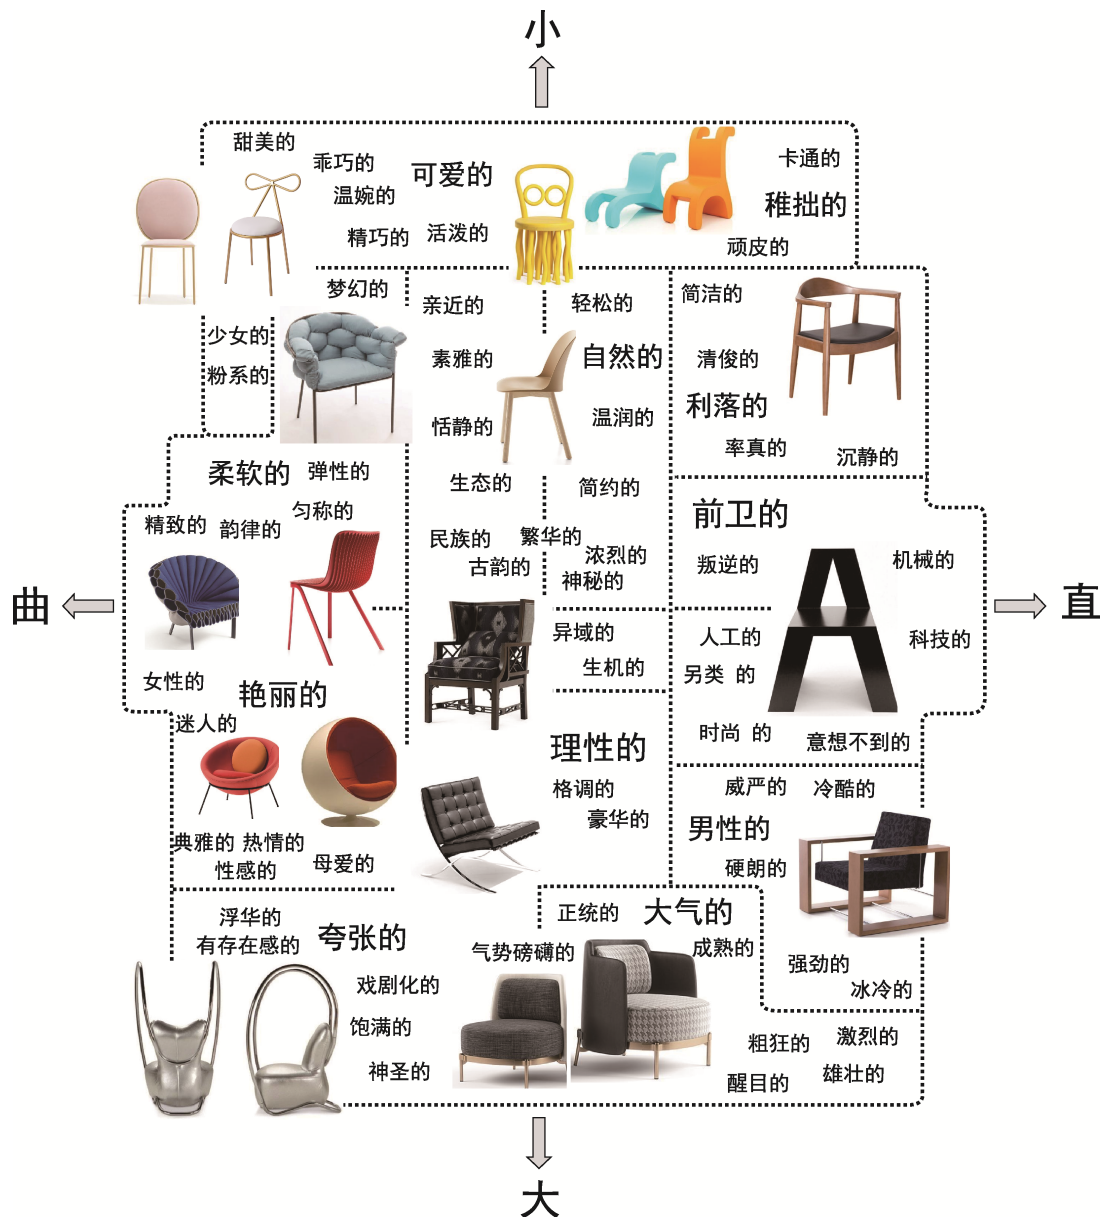 小
甜美的
乖巧的
可爱的
温婉的
精巧的
活泼的
卡通的
稚拙的
顽皮的
梦幻的
少女的
粉系的
亲近的
轻松的
素雅的
自然的
恬静的
温润的
生态的
简约的
简洁的
清俊的
利落的
率真的
沉静的
柔软的
弹性的
匀称的
精致的
韵律的
民族的
繁华的
古韵的
浓烈的
神秘的
前卫的
叛逆的
机械的
曲
直
异域的
生机的
人工的
另类 的
科技的
时尚 的
意想不到的
女性的
艳丽的
迷人的
典雅的
热情的
性感的
母爱的
理性的
格调的
豪华的
威严的
冷酷的
男性的
硬朗的
浮华的
有存在感的
夸张的
戏剧化的
饱满的
神圣的
正统的
大气的
气势磅礴的
成熟的
强劲的
冰冷的
粗狂的
激烈的
醒目的
雄壮的
大